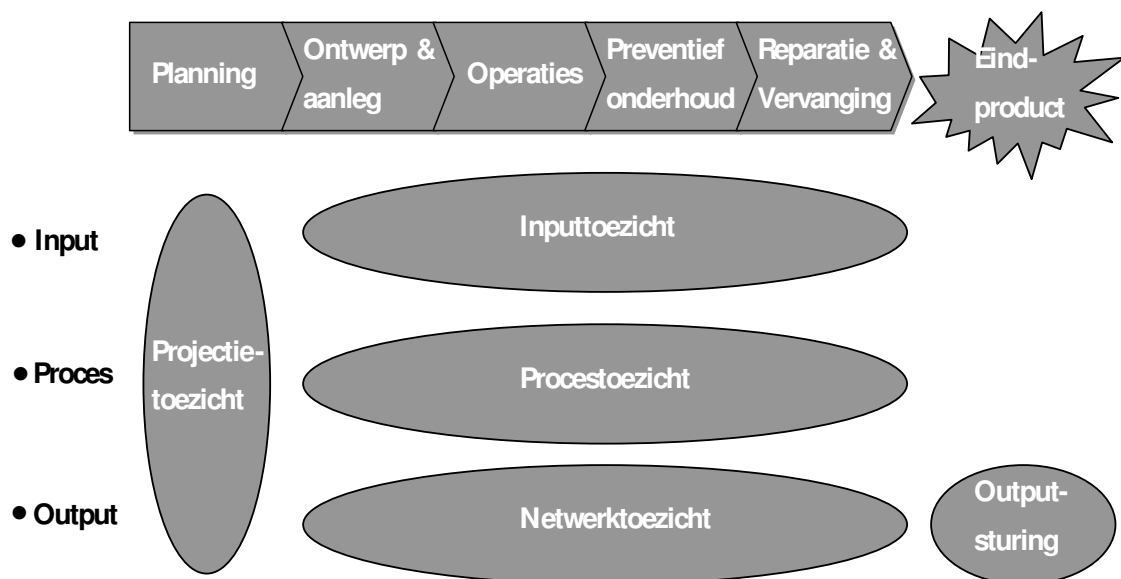 Planning
Ontwerp &
aanleg
Operaties
Preventief
onderhoud
Reparatie &
Vervanging
Eind-
product
• Input
Inputtoezicht
Projectie-
toezicht
• Proces
Procestoezicht
• Output
Netwerktoezicht
Output-
sturing